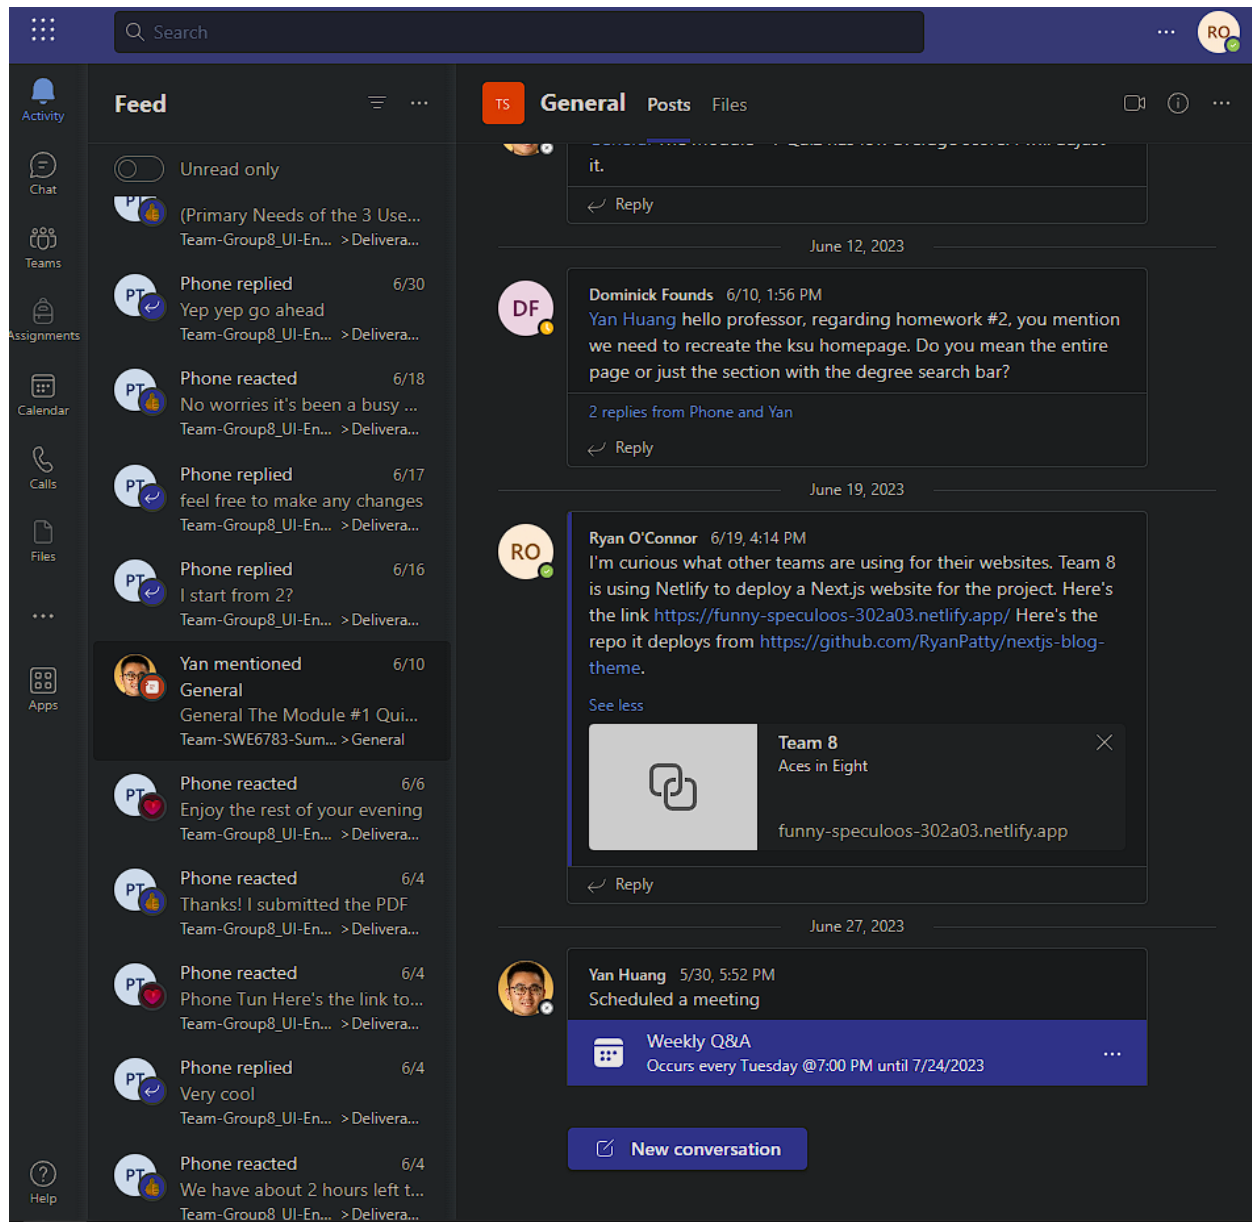 Search
RO
Activity
Chat
Teams
Assignments
Calendar
Calls
Files
Apps
Help
Feed
Unread only
PT
(Primary Needs of the 3 Use...
Team-Group8_UI-En... >Delivera...
PT
Phone replied 6/30
Yep yep go ahead
Team-Group8_UI-En... >Delivera...
PT
Phone reacted 6/18
No worries it's been a busy ...
Team-Group8_UI-En... >Delivera...
PT
Phone replied 6/17
feel free to make any changes
Team-Group8_UI-En... >Delivera...
PT
Phone replied 6/16
I start from 2?
Team-Group8_UI-En... >Delivera...
Yan mentioned 6/10
General
General The Module #1 Qui...
Team-SWE6783-Sum... >General
PT
Phone reacted 6/6
Enjoy the rest of your evening
Team-Group8_UI-En... >Delivera...
PT
Phone reacted 6/4
Thanks! I submitted the PDF
Team-Group8_UI-En... >Delivera...
PT
Phone reacted 6/4
Phone Tun Here's the link to...
Team-Group8_UI-En... >Delivera...
PT
Phone replied 6/4
Very cool
Team-Group8_UI-En... >Delivera...
PT
Phone reacted 6/4
We have about 2 hours left t...
Team-Group8_UI-En... >Delivera...
TS
General Posts Files
it.
Reply
June 12, 2023
DF
Dominick Founds 6/10, 1:56 PM
Yan Huang hello professor, regarding homework #2, you mention
we need to recreate the ksu homepage. Do you mean the entire
page or just the section with the degree search bar?
2 replies from Phone and Yan
Reply
June 19, 2023
RO
Ryan O'Connor 6/19, 4:14 PM
I'm curious what other teams are using for their websites. Team 8
is using Netlify to deploy a Next.js website for the project. Here's
the link https://funny-speculoos-302a03.netlify.app/ Here's the
repo it deploys from https://github.com/RyanPatty/nextjs-blog-
theme.
See less
Team 8
Aces in Eight
funny-speculoos-302a03.netlify.app
Reply
June 27, 2023
Yan Huang 5/30, 5:52 PM
Scheduled a meeting
Weekly Q&A
Occurs every Tuesday @7:00 PM until 7/24/2023
New conversation